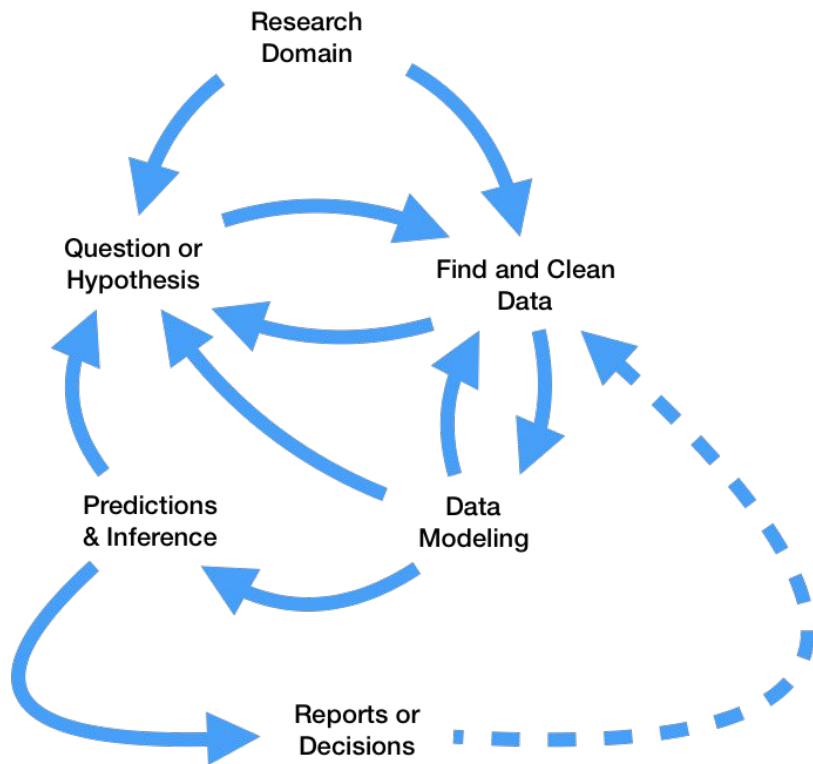 Research
Domain
Question or
Hypothesis
Find and Clean
Data
Predictions
& Inference
Data
Modeling
Reports or
Decisions